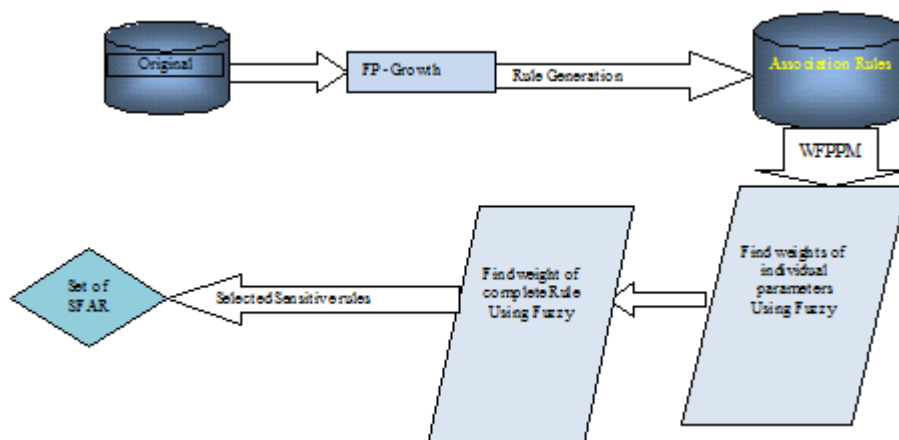 Original
FP - Growth
Rule Generation
Association Rules
WFPPM
Find weights of
individual
parameters
Using Fuzzy
Find weight of
complete Rule
Using Fuzzy
Selected Sensitive rules
Set of
SFAR